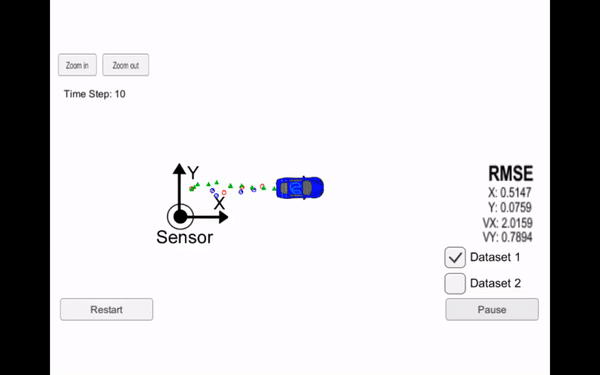 Zoom in
Zoom out
Time Step: 10
Y
X
Sensor
RMSE
X: 0.5147
Y: 0.0759
VX: 2.0159
VY: 0.7894
Dataset 1
Dataset 2
Restart
Pause